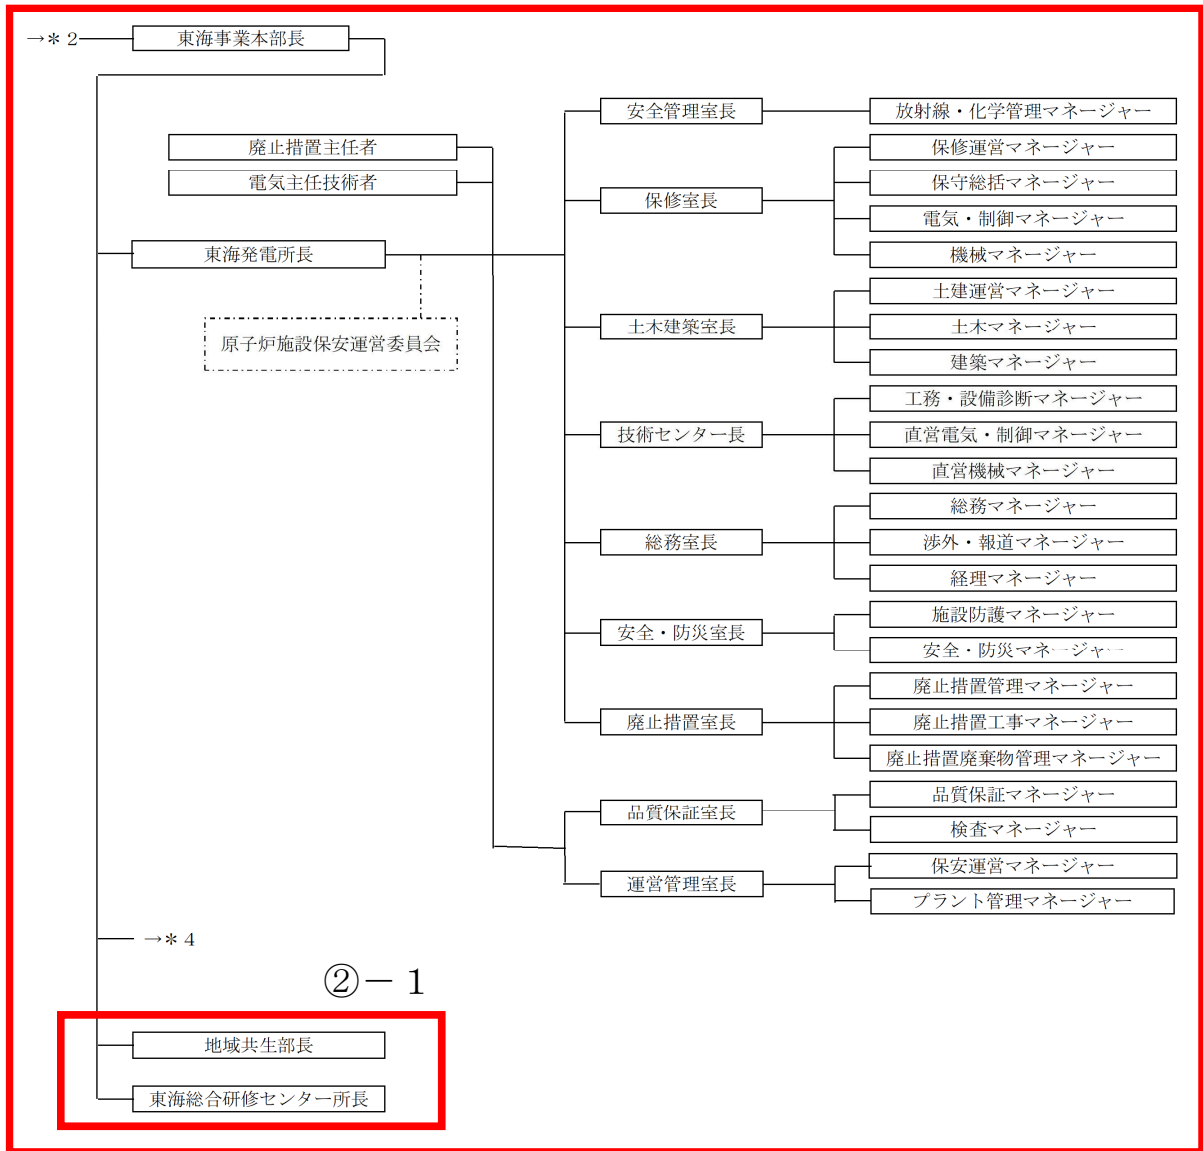 →＊2
東海事業本部長
安全管理室長
放射線・化学管理マネージャー
廃止措置主任者
保修運営マネージャー
電気主任技術者
保守総括マネージャー
保修室長
電気・制御マネージャー
東海発電所長
機械マネージャー
土建運営マネージャー
原子炉施設保安運営委員会
土木建築室長
土木マネージャー
建築マネージャー
工務・設備診断マネージャー
技術センター長
直営電気・制御マネージャー
直営機械マネージャー
総務マネージャー
総務室長
渉外・報道マネージャー
経理マネージャー
施設防護マネージャー
安全・防災室長
安全・防災マネージャー
廃止措置管理マネージャー
廃止措置室長
廃止措置工事マネージャー
廃止措置廃棄物管理マネージャー
品質保証マネージャー
品質保証室長
検査マネージャー
保安運営マネージャー
運営管理室長
プラント管理マネージャー
→＊4
②－1
地域共生部長
東海総合研修センター所長